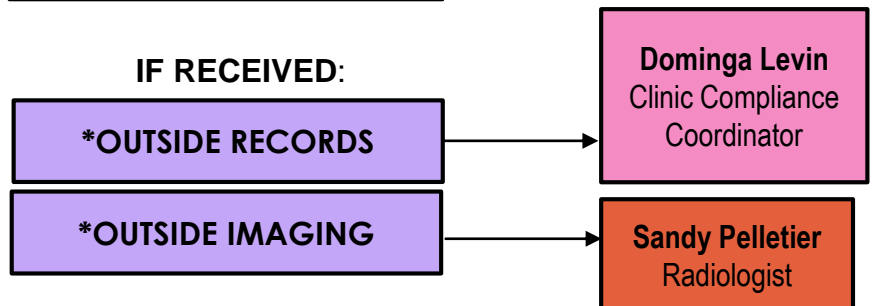 IF RECEIVED:
*OUTSIDE RECORDS
Dominga Levin
Clinic Compliance
Coordinator
*OUTSIDE IMAGING
Sandy Pelletier
Radiologist